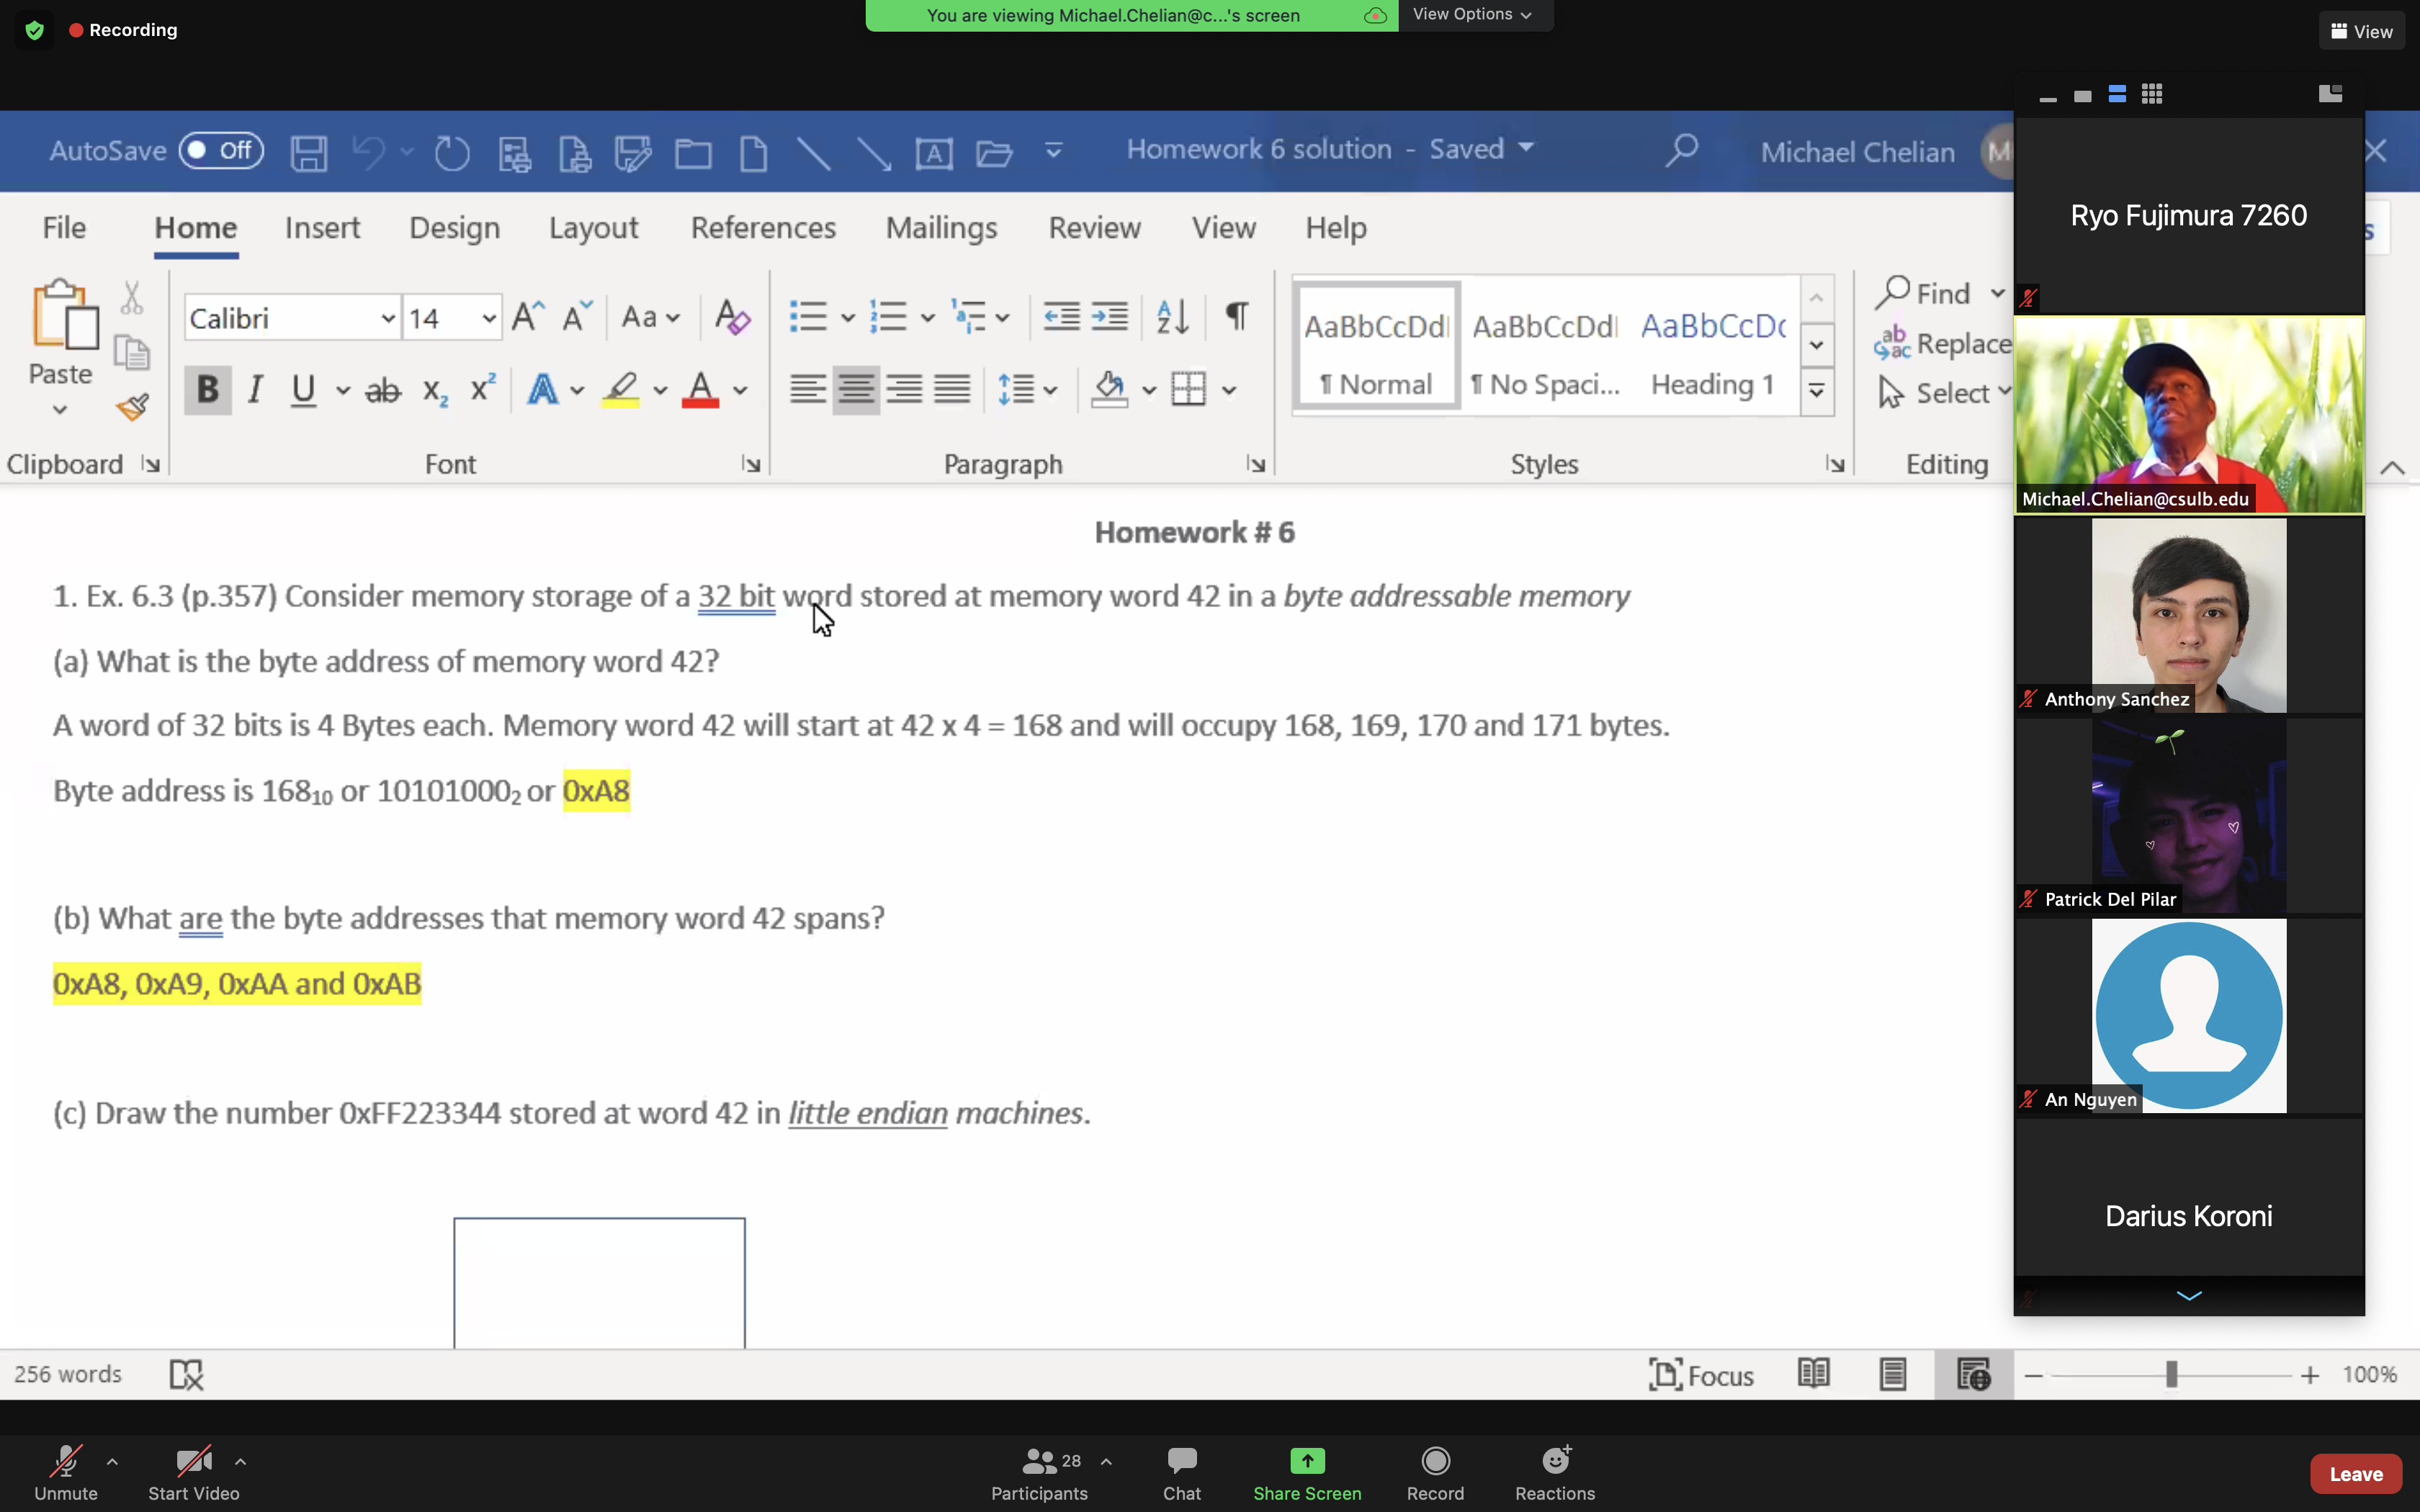 Recording
You are viewing Michael.Chelian@c...'s screen
View Options
View
AutoSave Off
Homework 6 solution - Saved
Michael Chelian
File Home Insert Design Layout References Mailings Review View Help
Calibri 14
Aa
Paste
Clipboard
Font
Paragraph
AaBbCcDd AaBbCcDd AaBbCcDc
¶ Normal ¶ No Spaci... Heading 1
Styles
Find
Replace
Select
Editing
Homework # 6
1. Ex. 6.3 (p.357) Consider memory storage of a 32 bit word stored at memory word 42 in a byte addressable memory
(a) What is the byte address of memory word 42?
A word of 32 bits is 4 Bytes each. Memory word 42 will start at 42 x 4 = 168 and will occupy 168, 169, 170 and 171 bytes.
Byte address is 168₁₀ or 10101000₂ or 0xA8
(b) What are the byte addresses that memory word 42 spans?
0xA8, 0xA9, 0xAA and 0xAB
(c) Draw the number 0xFF223344 stored at word 42 in little endian machines.
Ryo Fujimura 7260
Michael.Chelian@csulb.edu
Anthony Sanchez
Patrick Del Pilar
An Nguyen
Darius Koroni
256 words
Focus
100%
Unmute
Start Video
28
Participants
Chat
Share Screen
Record
Reactions
Leave